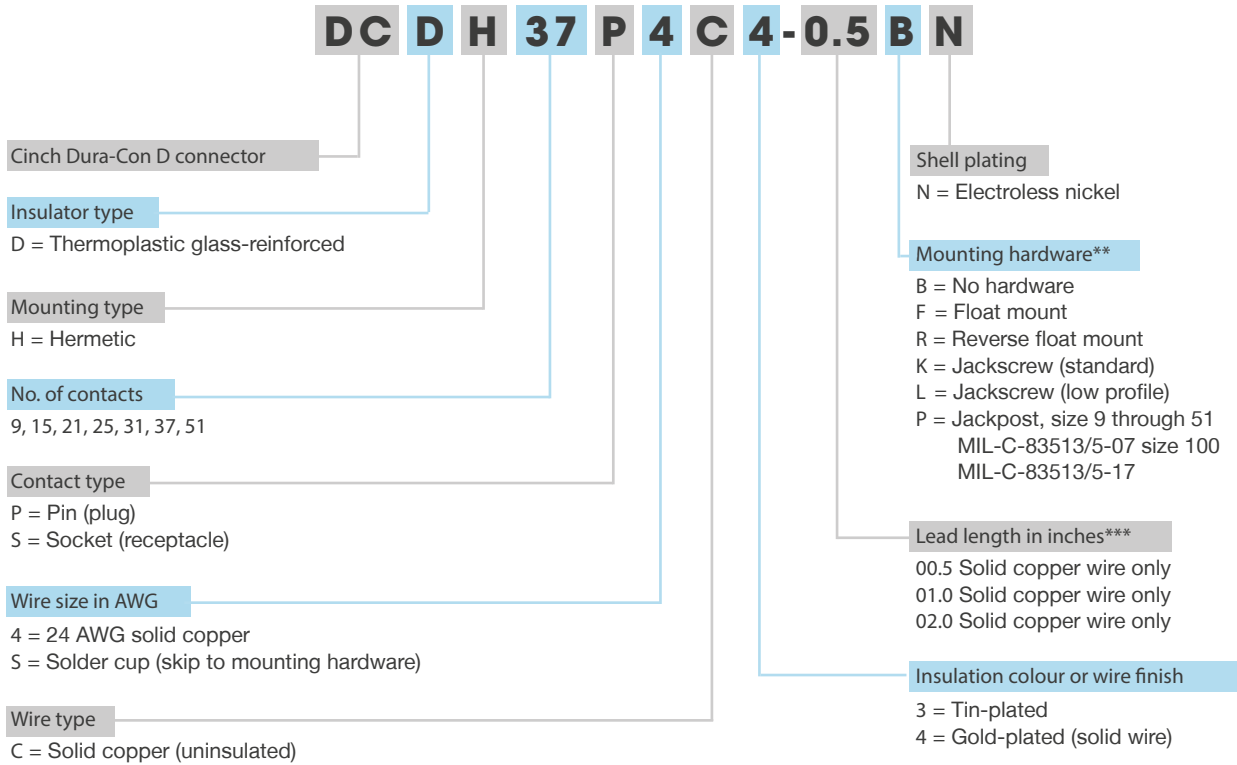 DC D H 37 P 4 C 4-0.5 B N
Cinch Dura-Con D connector
Insulator type
D = Thermoplastic glass-reinforced
Mounting type
H = Hermetic
No. of contacts
9, 15, 21, 25, 31, 37, 51
Contact type
P = Pin (plug)
S = Socket (receptacle)
Wire size in AWG
4 = 24 AWG solid copper
S = Solder cup (skip to mounting hardware)
Wire type
C = Solid copper (uninsulated)
Shell plating
N = Electroless nickel
Mounting hardware**
B = No hardware
F = Float mount
R = Reverse float mount
K = Jackscrew (standard)
L = Jackscrew (low profile)
P = Jackpost, size 9 through 51
MIL-C-83513/5-07 size 100
MIL-C-83513/5-17
Lead length in inches***
00.5 Solid copper wire only
01.0 Solid copper wire only
02.0 Solid copper wire only
Insulation colour or wire finish
3 = Tin-plated
4 = Gold-plated (solid wire)